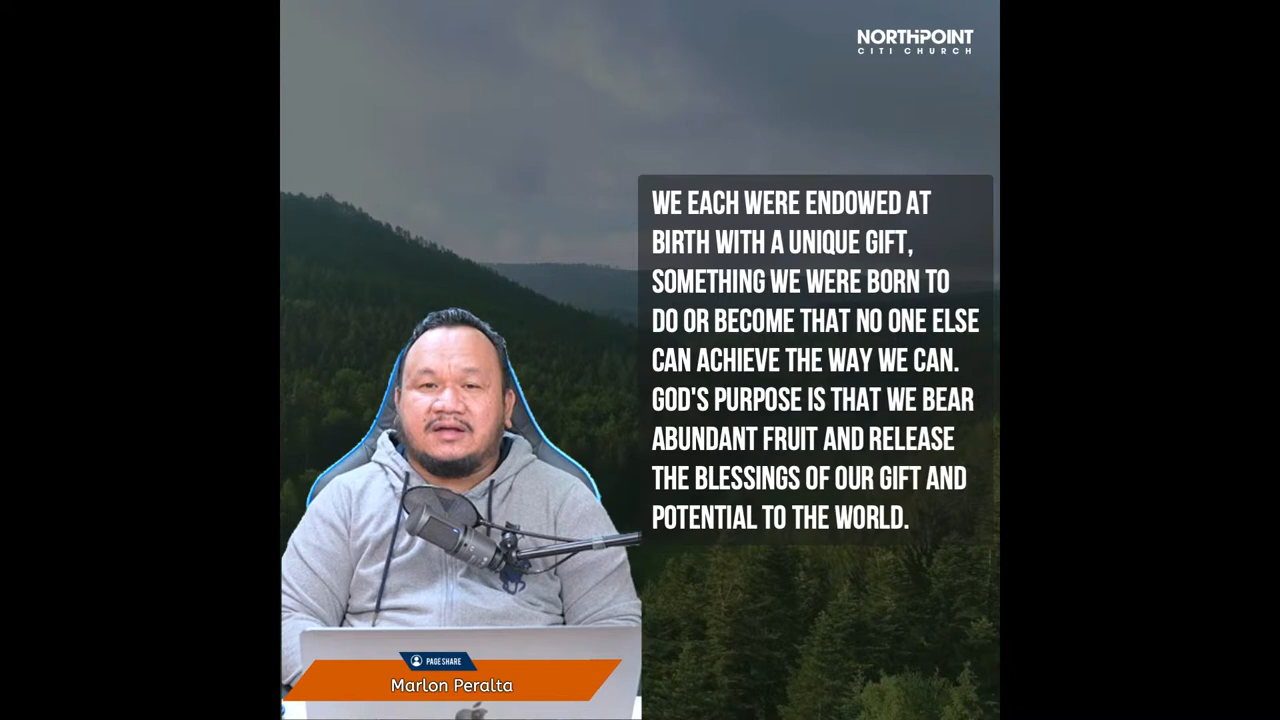 NORTHPOINT
CITI CHURCH
WE EACH WERE ENDOWED AT
BIRTH WITH A UNIQUE GIFT,
SOMETHING WE WERE BORN TO
DO OR BECOME THAT NO ONE ELSE
CAN ACHIEVE THE WAY WE CAN.
GOD'S PURPOSE IS THAT WE BEAR
ABUNDANT FRUIT AND RELEASE
THE BLESSINGS OF OUR GIFT AND
POTENTIAL TO THE WORLD.
PAGE SHARE
Marlon Peralta